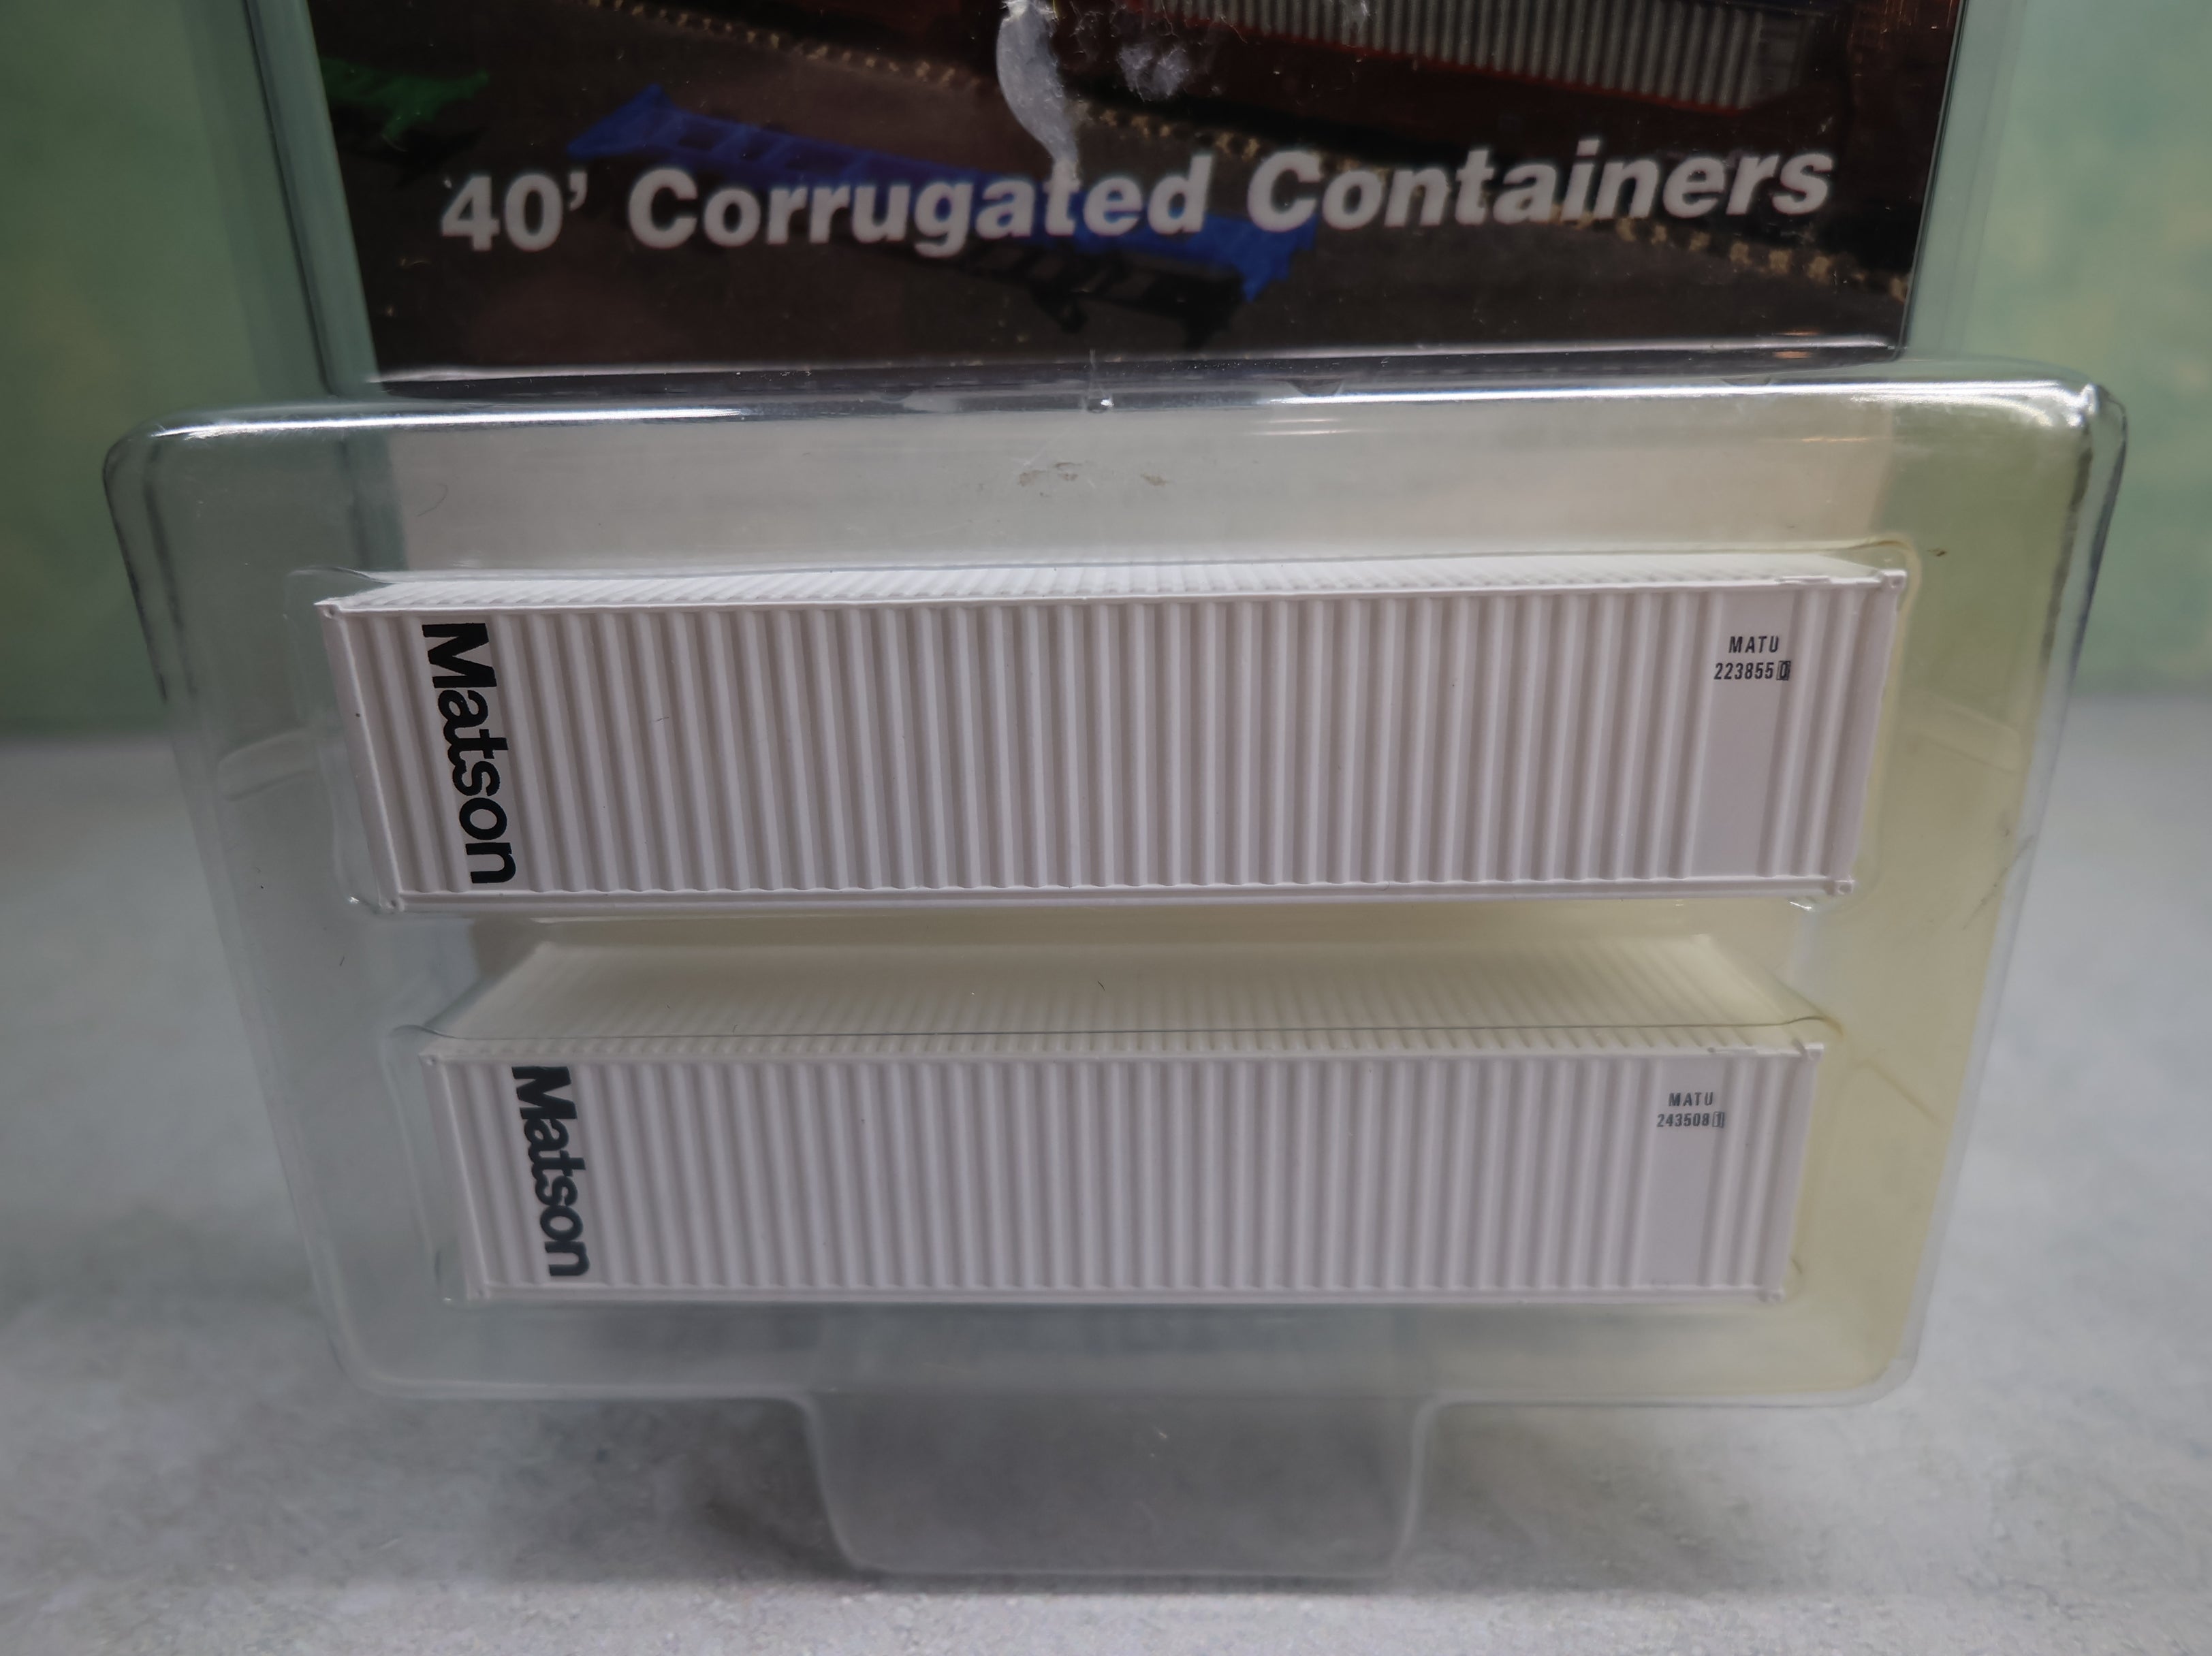 40’ Corrugated Containers
Matson
MATU
223855 0
Matson
MATU
243508 1